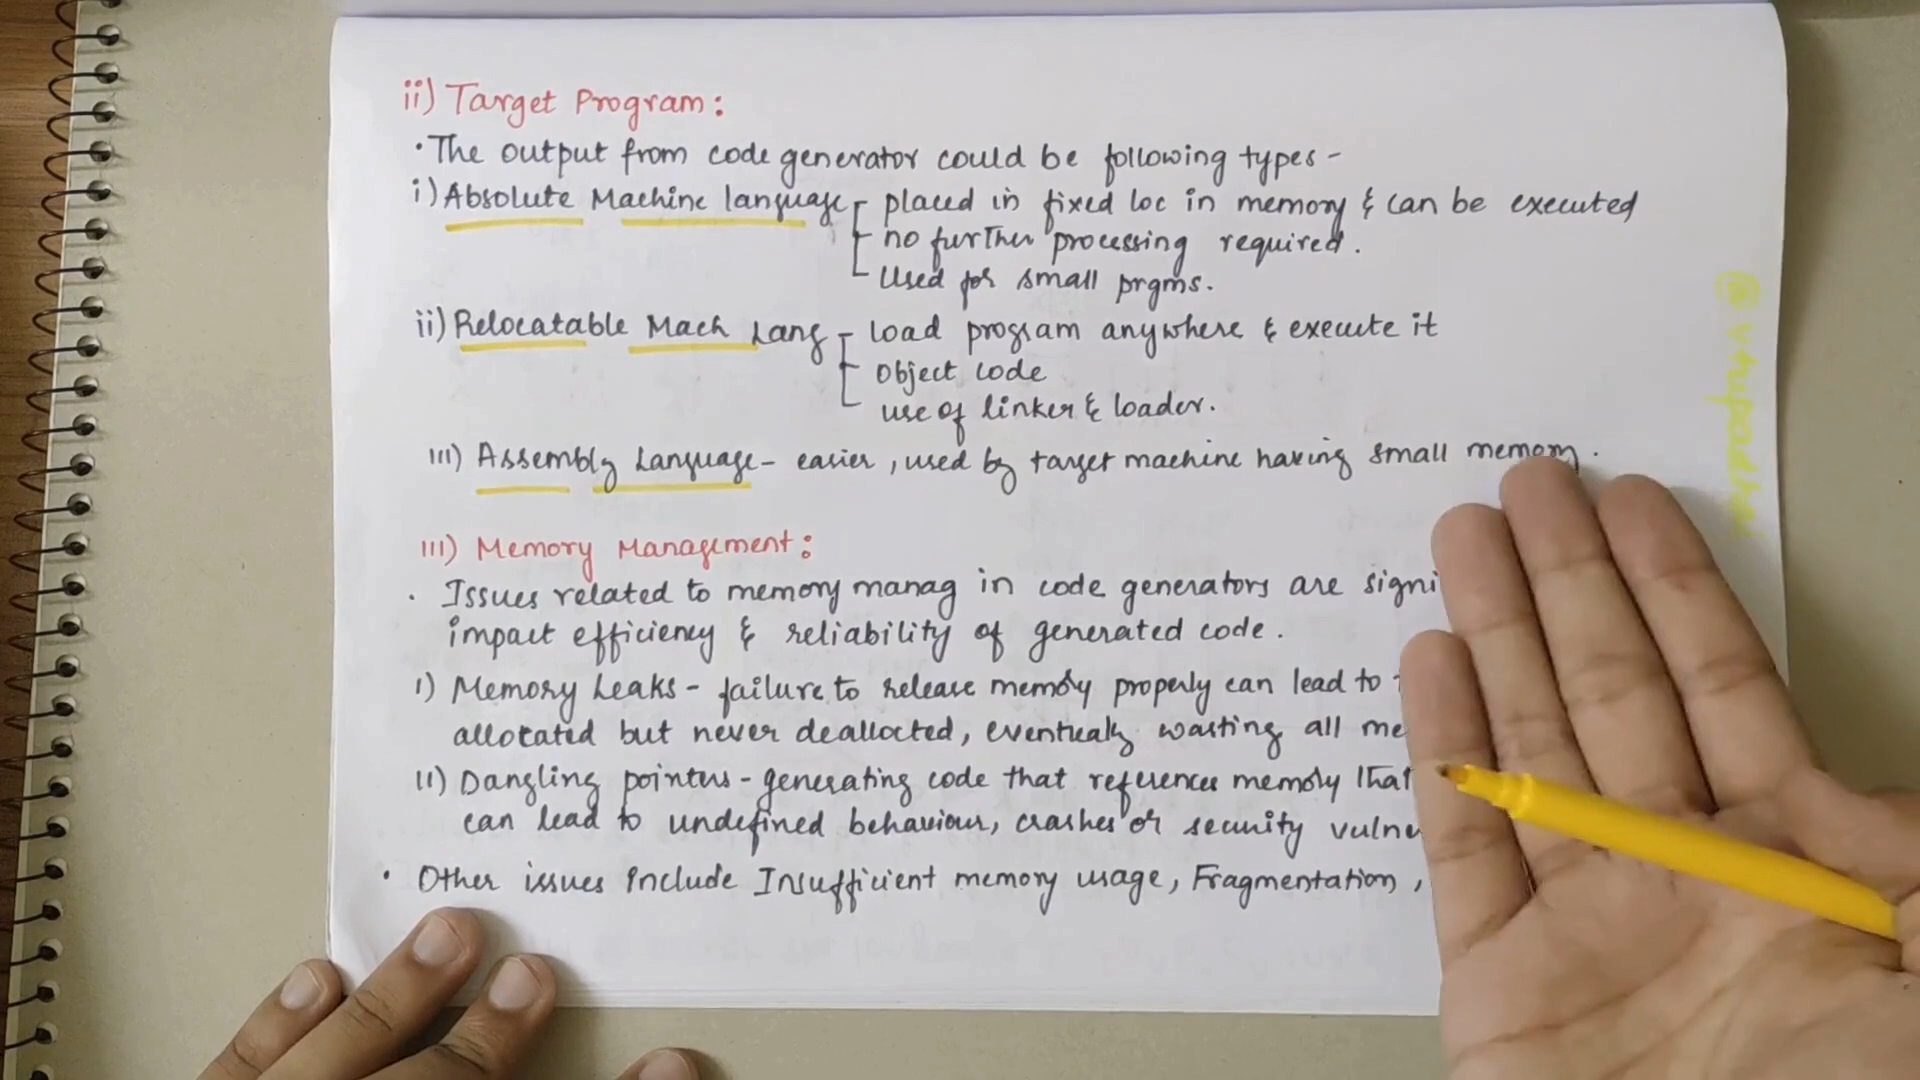 ii) Target Program:
• The output from code generator could be following types -
i) Absolute Machine language - placed in fixed loc in memory & can be executed
- no further processing required.
- Used for small prgms.
ii) Relocatable Mach Lang - load program anywhere & execute it
- Object code
- use of linker & loader.
III) Assembly Language - easier, used by target machine having small memory.
III) Memory Management:
• Issues related to memory manag in code generators are signi
impact efficiency & reliability of generated code.
I) Memory Leaks - failure to release memory properly can lead to
allocated but never deallocted, eventually wasting all me
II) Dangling pointers - generating code that references memory that
can lead to undefined behaviour, crashes or security vulne
• Other issues include Insufficient memory usage, Fragmentation,
@vtupadhai